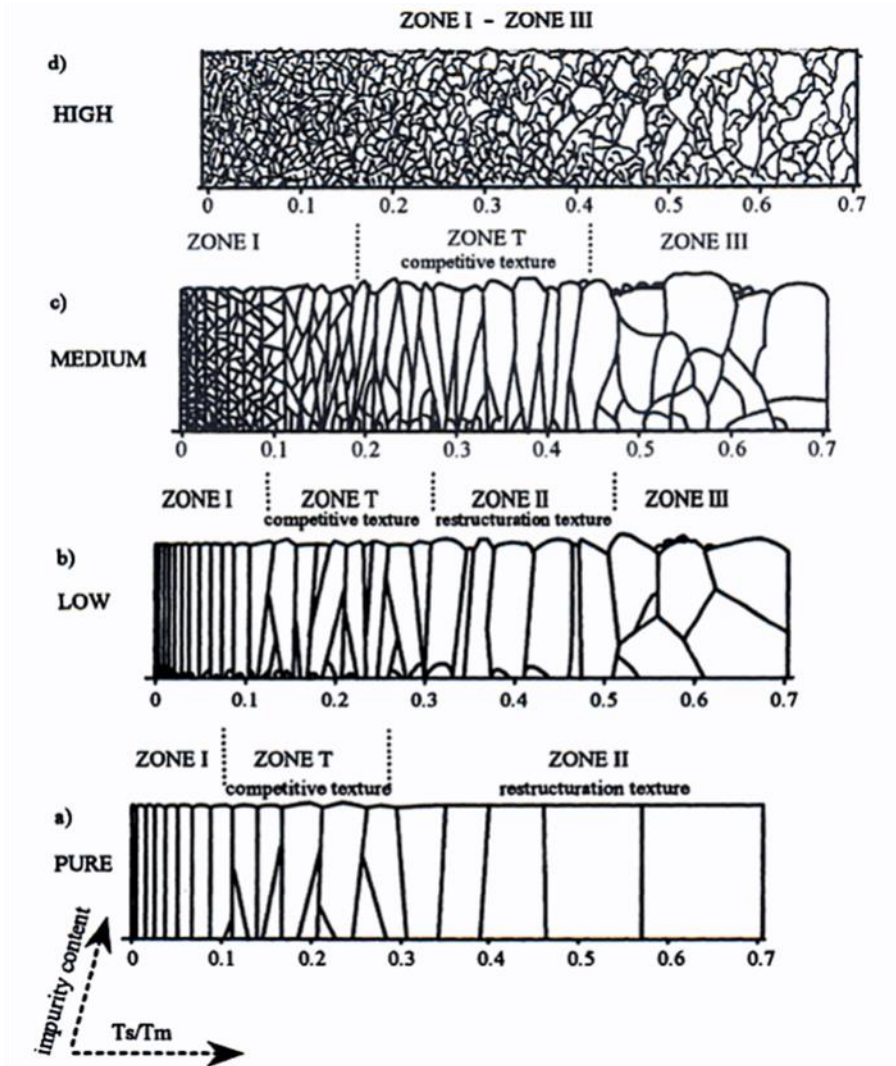 ZONE I - ZONE III
d)
HIGH
0 0.1 0.2 0.3 0.4 0.5 0.6 0.7
ZONE I ZONE T ZONE III
competitive texture
c)
MEDIUM
0 0.1 0.2 0.3 0.4 0.5 0.6 0.7
ZONE I ZONE T ZONE II ZONE III
competitive texture restructuration texture
b)
LOW
0 0.1 0.2 0.3 0.4 0.5 0.6 0.7
ZONE I ZONE T ZONE II
competitive texture restructuration texture
a)
PURE
0 0.1 0.2 0.3 0.4 0.5 0.6 0.7
impurity content
Ts/Tm